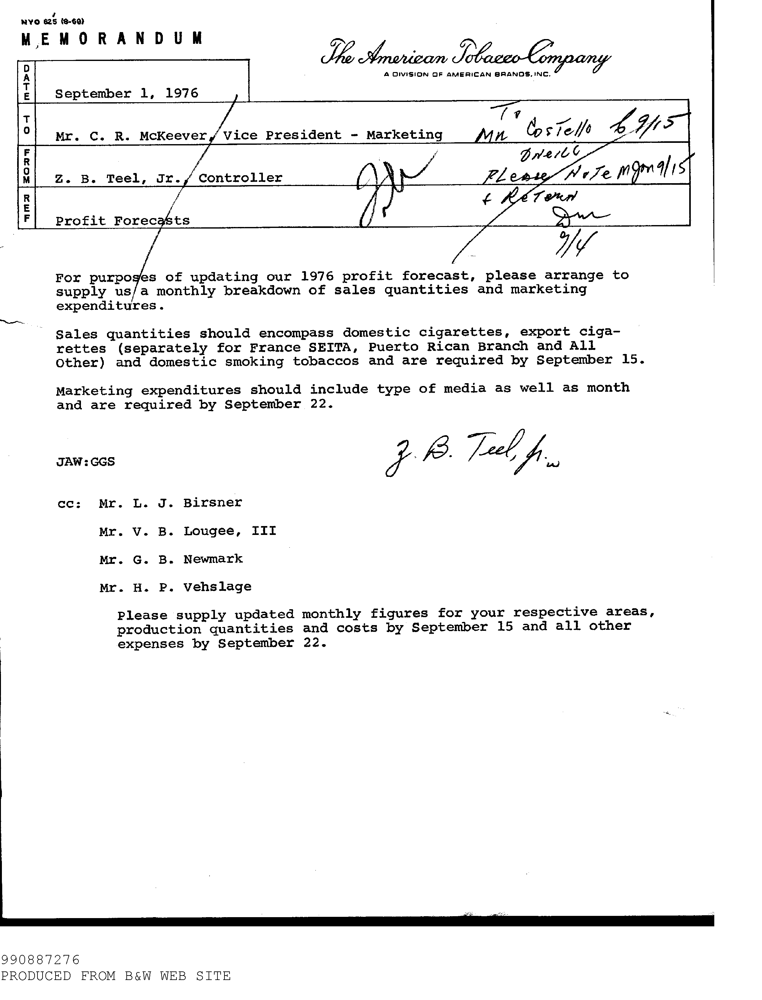 NYO 625 (9-69)
MEMORANDUM
The American Tobacco Company
A DIVISION OF AMERICAN BRANDS, INC.
DATE
September 1, 1976
TO
Mr. C. R. McKeever, Vice President - Marketing
To
Mr Costello 9/15
O'Neill
FROM
Z. B. Teel, Jr., Controller
Please Note MGM 9/15
& Return
REF
Profit Forecasts
9/4
For purposes of updating our 1976 profit forecast, please arrange to
supply us a monthly breakdown of sales quantities and marketing
expenditures.
Sales quantities should encompass domestic cigarettes, export ciga-
rettes (separately for France SEITA, Puerto Rican Branch and All
Other) and domestic smoking tobaccos and are required by September 15.
Marketing expenditures should include type of media as well as month
and are required by September 22.
Z. B. Teel, Jr.
JAW:GGS
cc: Mr. L. J. Birsner
Mr. V. B. Lougee, III
Mr. G. B. Newmark
Mr. H. P. Vehslage
Please supply updated monthly figures for your respective areas,
production quantities and costs by September 15 and all other
expenses by September 22.
990887276
PRODUCED FROM B&W WEB SITE